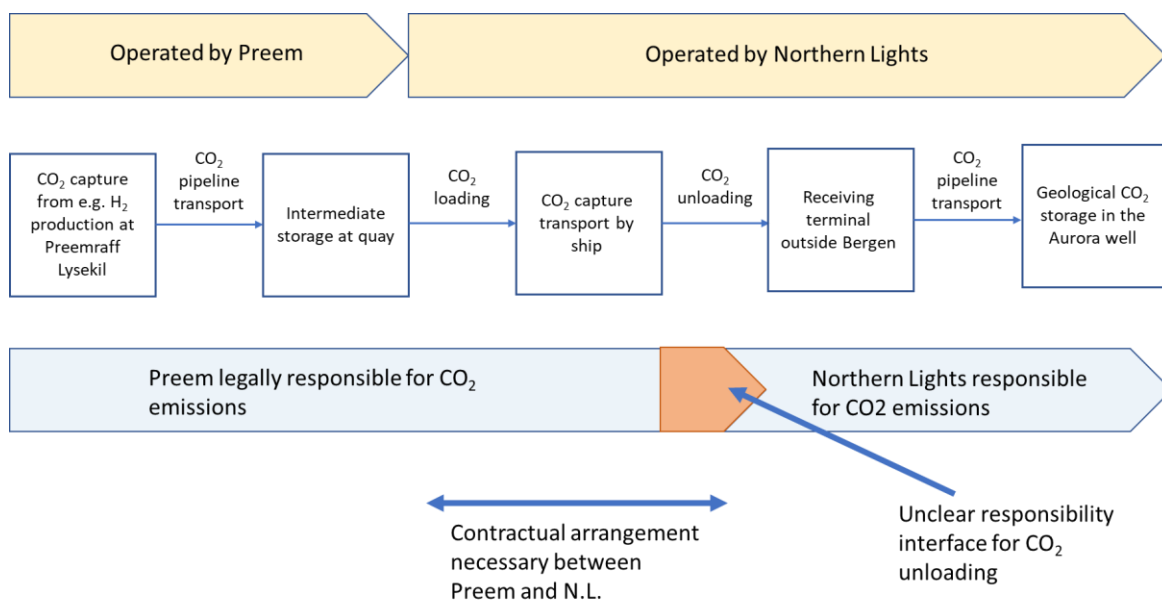 Operated by Preem
Operated by Northern Lights
CO₂ capture
from e.g. H₂
production at
Preemraff
Lysekil
CO₂
pipeline
transport
Intermediate
storage at quay
CO₂
loading
CO₂ capture
transport by
ship
CO₂
unloading
Receiving
terminal
outside Bergen
CO₂
pipeline
transport
Geological CO₂
storage in the
Aurora well
Preem legally responsible for CO₂
emissions
Northern Lights responsible
for CO2 emissions
Contractual arrangement
necessary between
Preem and N.L.
Unclear responsibility
interface for CO₂
unloading